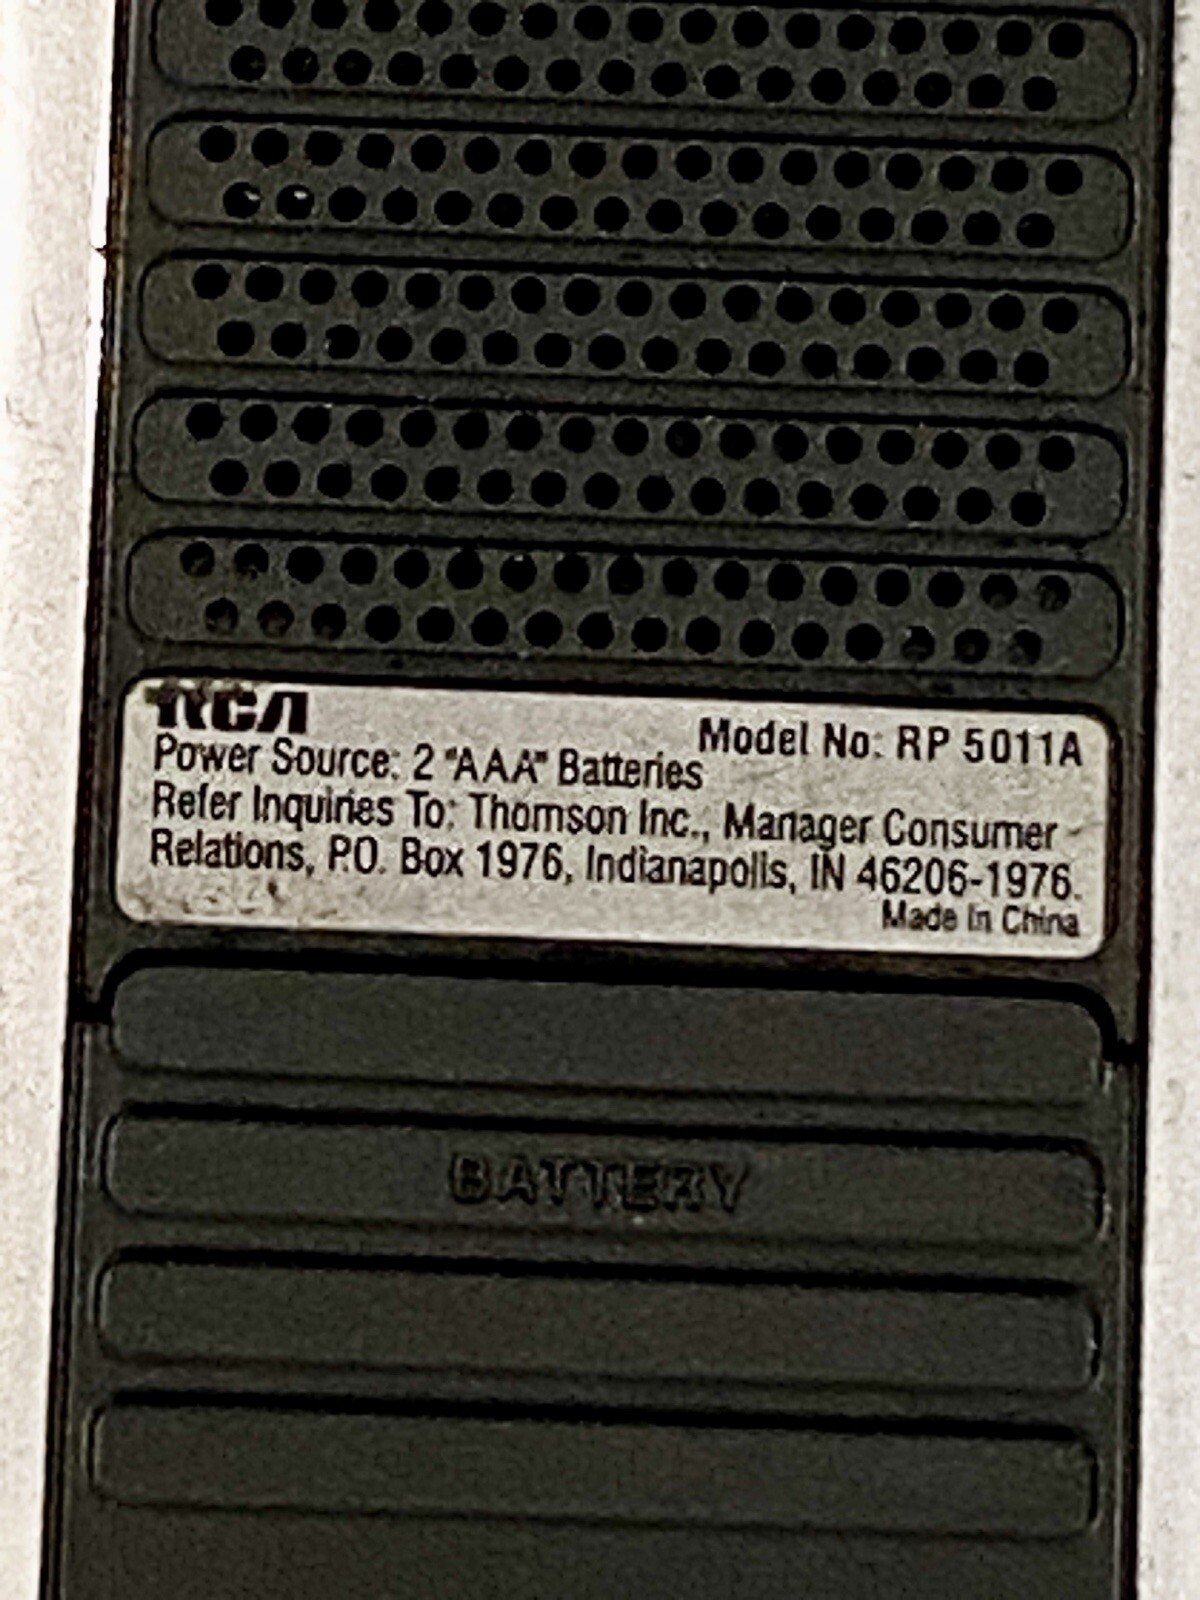 RCA
Model No: RP 5011A
Power Source: 2 "AAA" Batteries
Refer Inquiries To: Thomson Inc., Manager Consumer
Relations, P.O. Box 1976, Indianapolis, IN 46206-1976.
Made In China
BATTERY